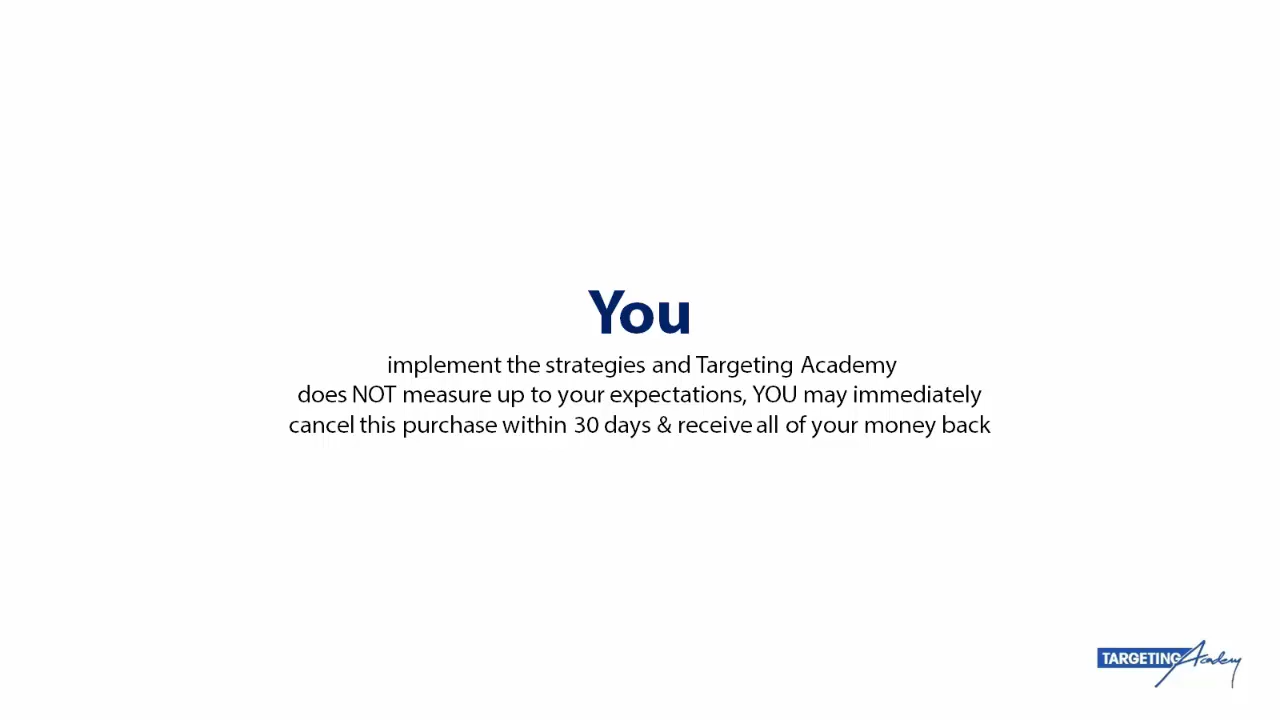 You
implement the strategies and Targeting Academy
does NOT measure up to your expectations, YOU may immediately
cancel this purchase within 30 days & receive all of your money back
TARGETING Academy